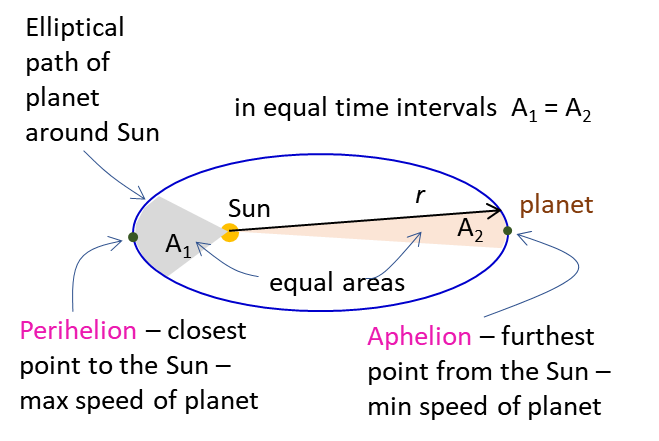 Elliptical
path of
planet
around Sun
in equal time intervals A₁ = A₂
Sun
r
planet
A₁
A₂
equal areas
Perihelion – closest
point to the Sun –
max speed of planet
Aphelion – furthest
point from the Sun –
min speed of planet